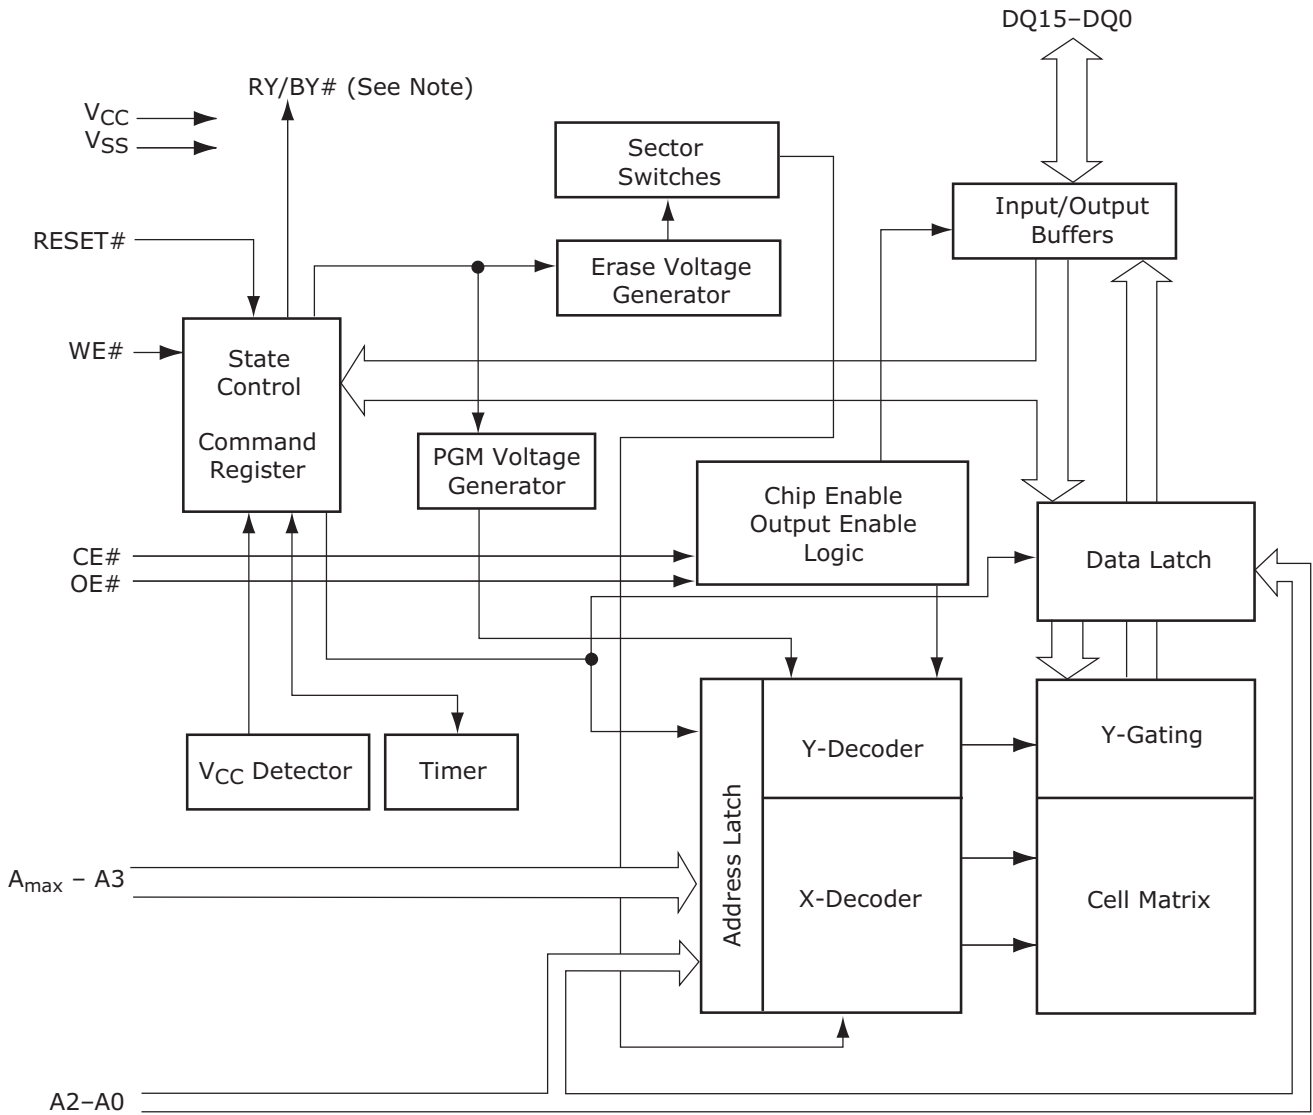 DQ15–DQ0
RY/BY# (See Note)
VCC
VSS
Sector
Switches
Input/Output
Buffers
RESET#
Erase Voltage
Generator
WE#
State
Control
Command
Register
PGM Voltage
Generator
Chip Enable
Output Enable
Logic
CE#
OE#
Data Latch
Y-Decoder
Y-Gating
VCC Detector
Timer
Address Latch
Amax – A3
X-Decoder
Cell Matrix
A2–A0